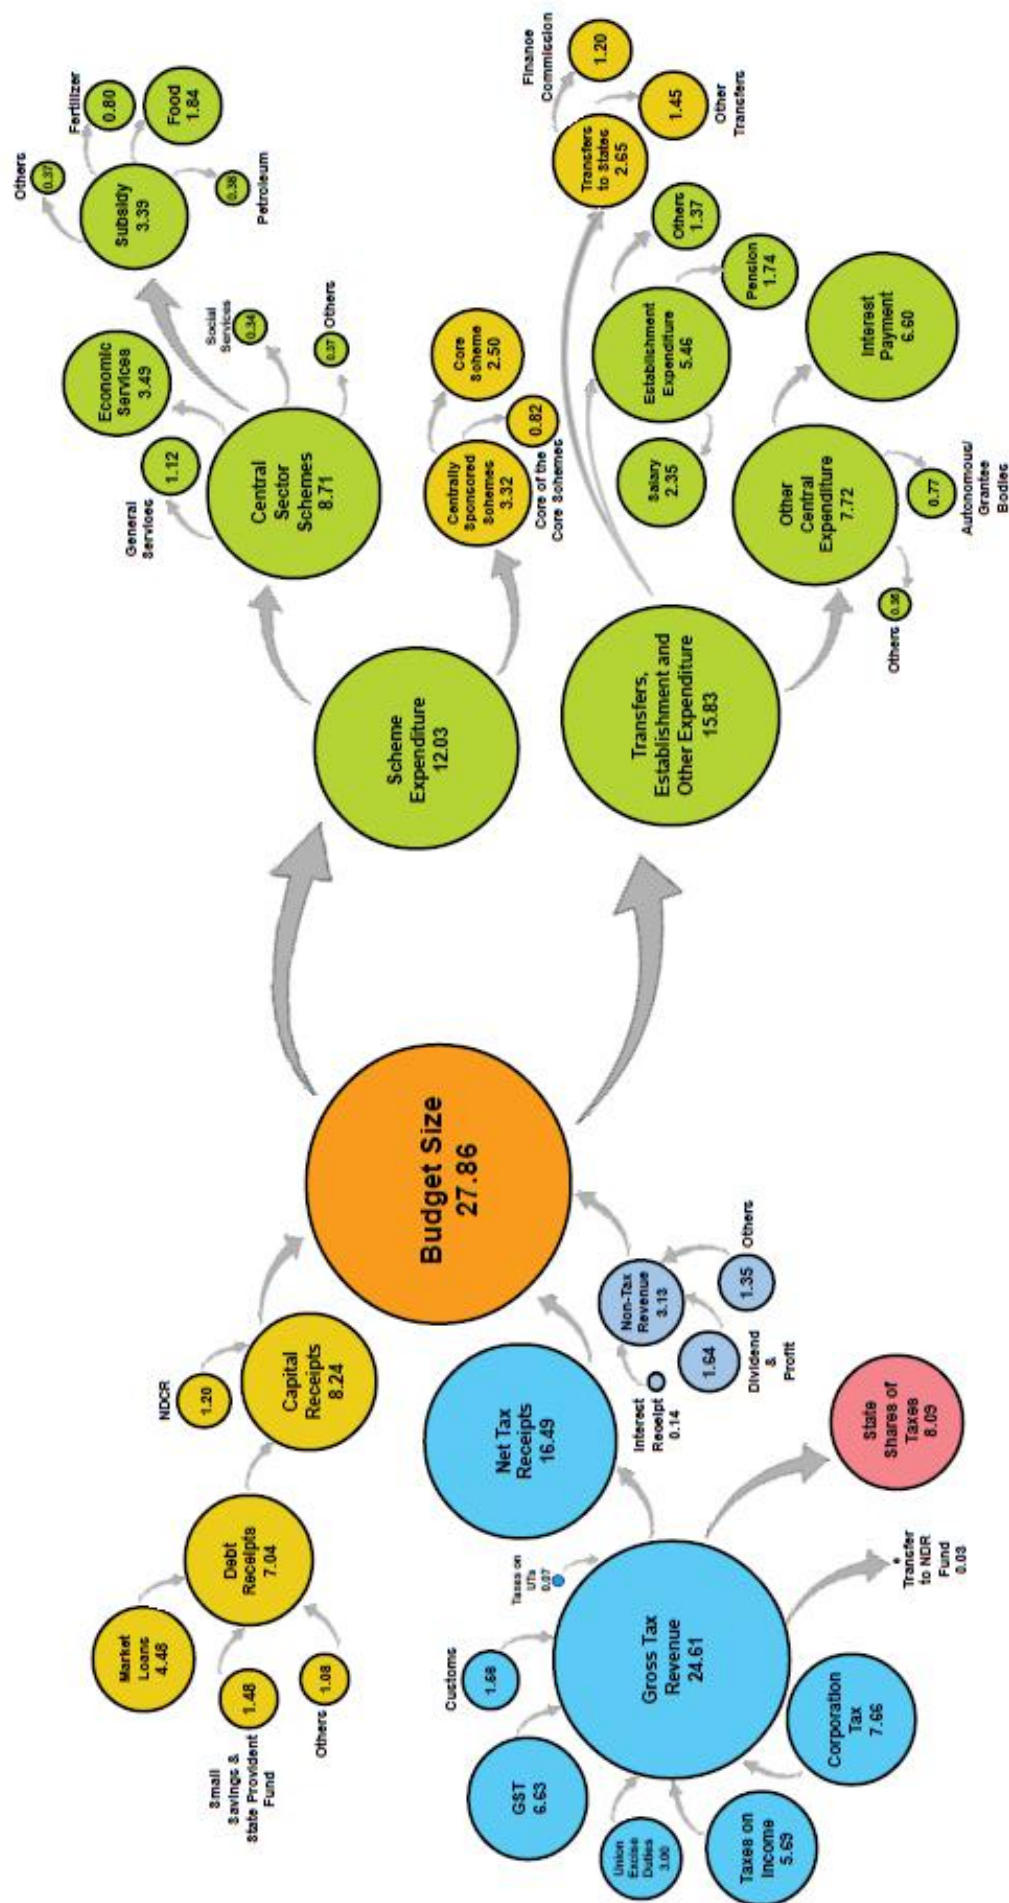 Market
Loans
4.48
Small
Savings &
State Provident
Fund
1.48
Others
1.08
Debt
Receipts
7.04
NDCR
1.20
Capital
Receipts
8.24
GST
6.63
Customs
Union
Excise
Duties
3.00
Taxes on
Income
5.69
Corporation
Tax
7.66
Taxes on
UTs
0.07
Gross Tax
Revenue
24.61
Transfer
to NDR
Fund
0.03
State
Shares of
Taxes
8.09
Net Tax
Receipts
16.49
Interest
Receipt
0.14
1.64
Dividend
&
Profit
1.35
Others
Non-Tax
Revenue
3.13
Budget Size
27.86
Scheme
Expenditure
12.03
Transfers,
Establishment and
Other Expenditure
15.83
Central
Sector
Schemes
8.71
General
Services
1.12
Economic
Services
3.49
Social
Services
0.34
Others
Subsidy
3.39
Others
0.37
Fertilizer
0.80
Food
1.84
Petroleum
Centrally
Sponsored
Schemes
3.32
Core
Scheme
2.50
0.82
Core of the
Core Schemes
Transfers
to States
2.65
Finance
Commission
1.20
1.45
Other
Transfers
Establishment
Expenditure
5.46
Salary
2.35
Others
1.37
Pension
1.74
Other
Central
Expenditure
7.72
Interest
Payment
6.60
0.77
Autonomous/
Grantee
Bodies
Others